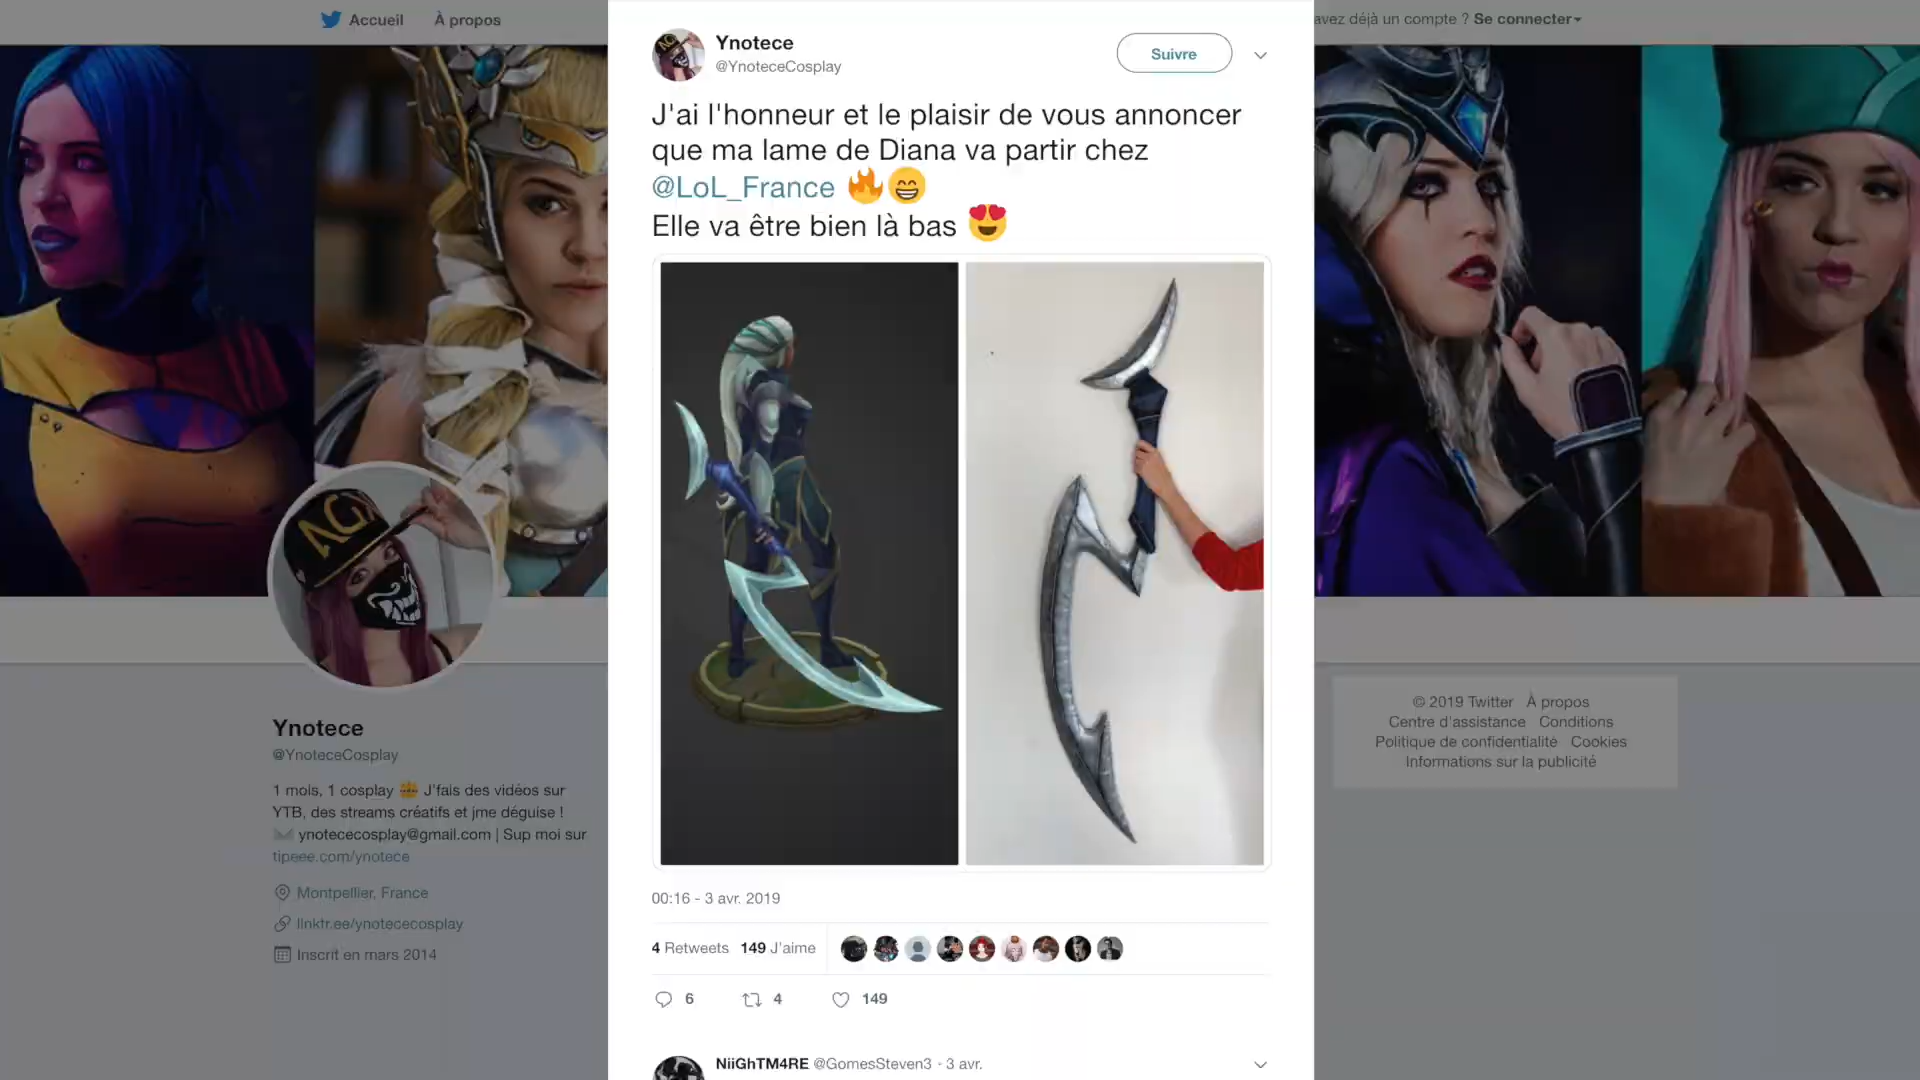 Accueil À propos
avez déjà un compte ? Se connecter
Ynotece
@YnoteceCosplay
Suivre
J'ai l'honneur et le plaisir de vous annoncer
que ma lame de Diana va partir chez
@LoL_France 🔥😁
Elle va être bien là bas 😍
00:16 - 3 avr. 2019
4 Retweets 149 J'aime
6 4 149
NiiGhTM4RE @GomesSteven3 - 3 avr.
Ynotece
@YnoteceCosplay
1 mois, 1 cosplay 👑 J'fais des vidéos sur
YTB, des streams créatifs et jme déguise !
✉️ ynotececosplay@gmail.com | Sup moi sur
tipeee.com/ynotece
Montpellier, France
linktr.ee/ynotececosplay
Inscrit en mars 2014
© 2019 Twitter À propos
Centre d'assistance Conditions
Politique de confidentialité Cookies
Informations sur la publicité